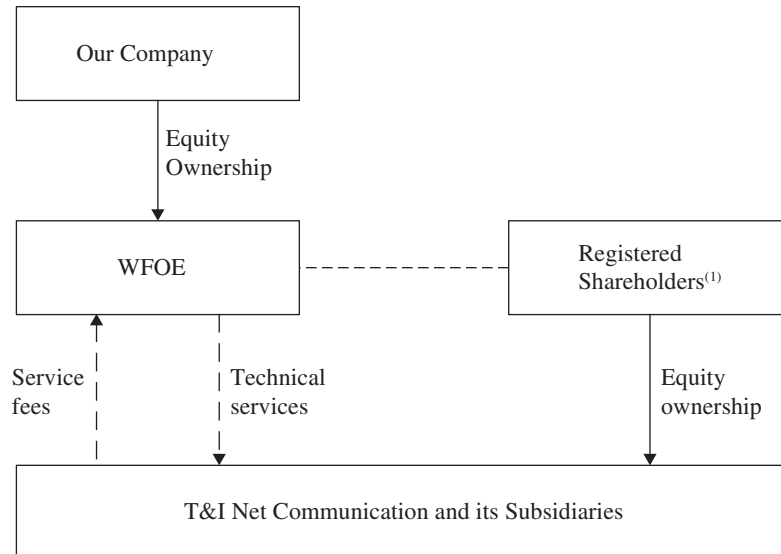 Our Company
Equity
Ownership
WFOE
Registered
Shareholders(1)
Service
fees
Technical
services
Equity
ownership
T&I Net Communication and its Subsidiaries